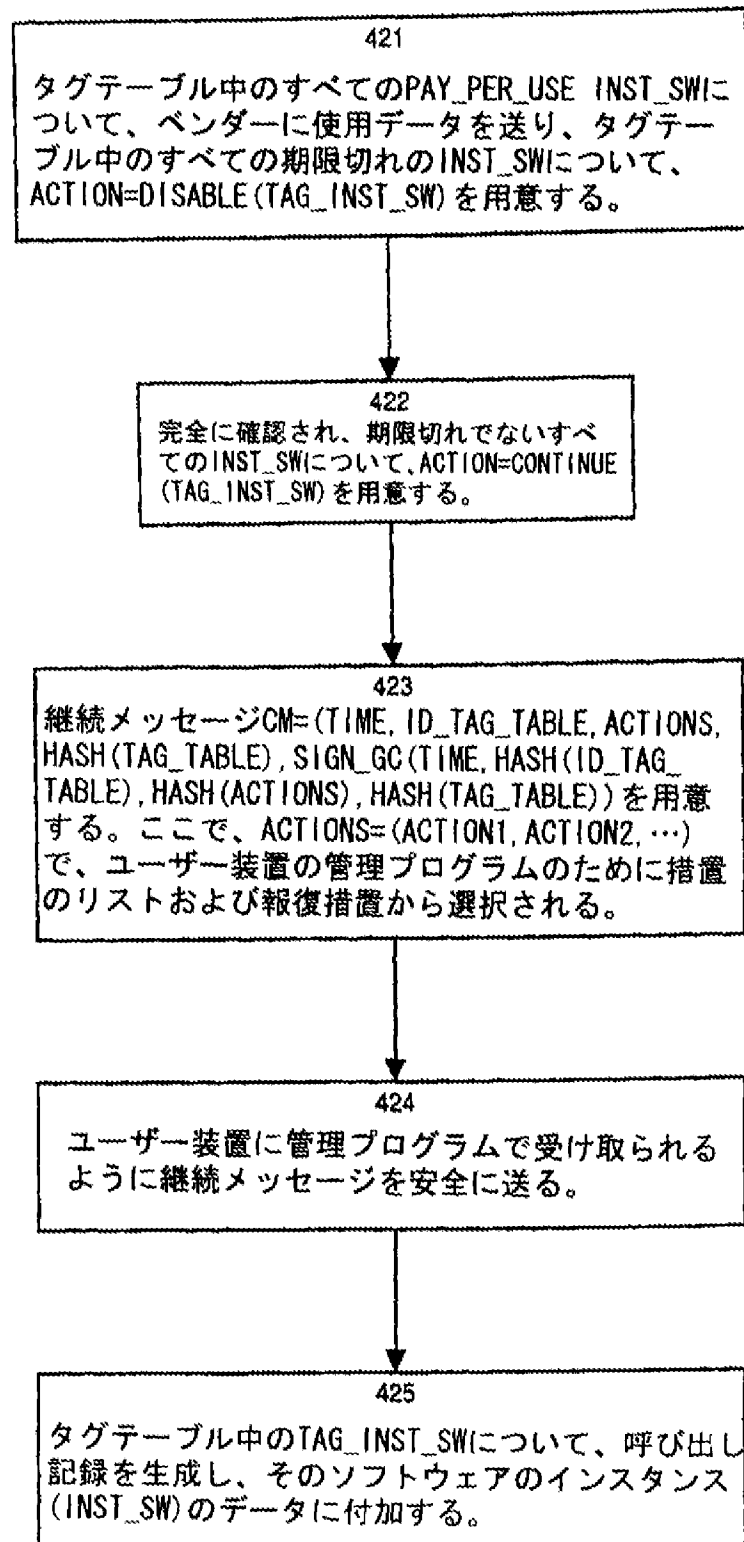 421
タグテーブル中のすべてのPAY_PER_USE INST_SWに
ついて、ベンダーに使用データを送り、タグテー
ブル中のすべての期限切れのINST_SWについて、
ACTION=DISABLE(TAG_INST_SW)を用意する。
422
完全に確認され、期限切れでないすべ
てのINST_SWについて、ACTION=CONTINUE
(TAG_INST_SW)を用意する。
423
継続メッセージCM=(TIME, ID_TAG_TABLE, ACTIONS,
HASH(TAG_TABLE), SIGN_GC(TIME, HASH(ID_TAG_
TABLE), HASH(ACTIONS), HASH(TAG_TABLE))を用意
する。ここで、ACTIONS=(ACTION1, ACTION2, …)
で、ユーザー装置の管理プログラムのために措置
のリストおよび報復措置から選択される。
424
ユーザー装置に管理プログラムで受け取られる
ように継続メッセージを安全に送る。
425
タグテーブル中のTAG_INST_SWについて、呼び出し
記録を生成し、そのソフトウェアのインスタンス
(INST_SW)のデータに付加する。